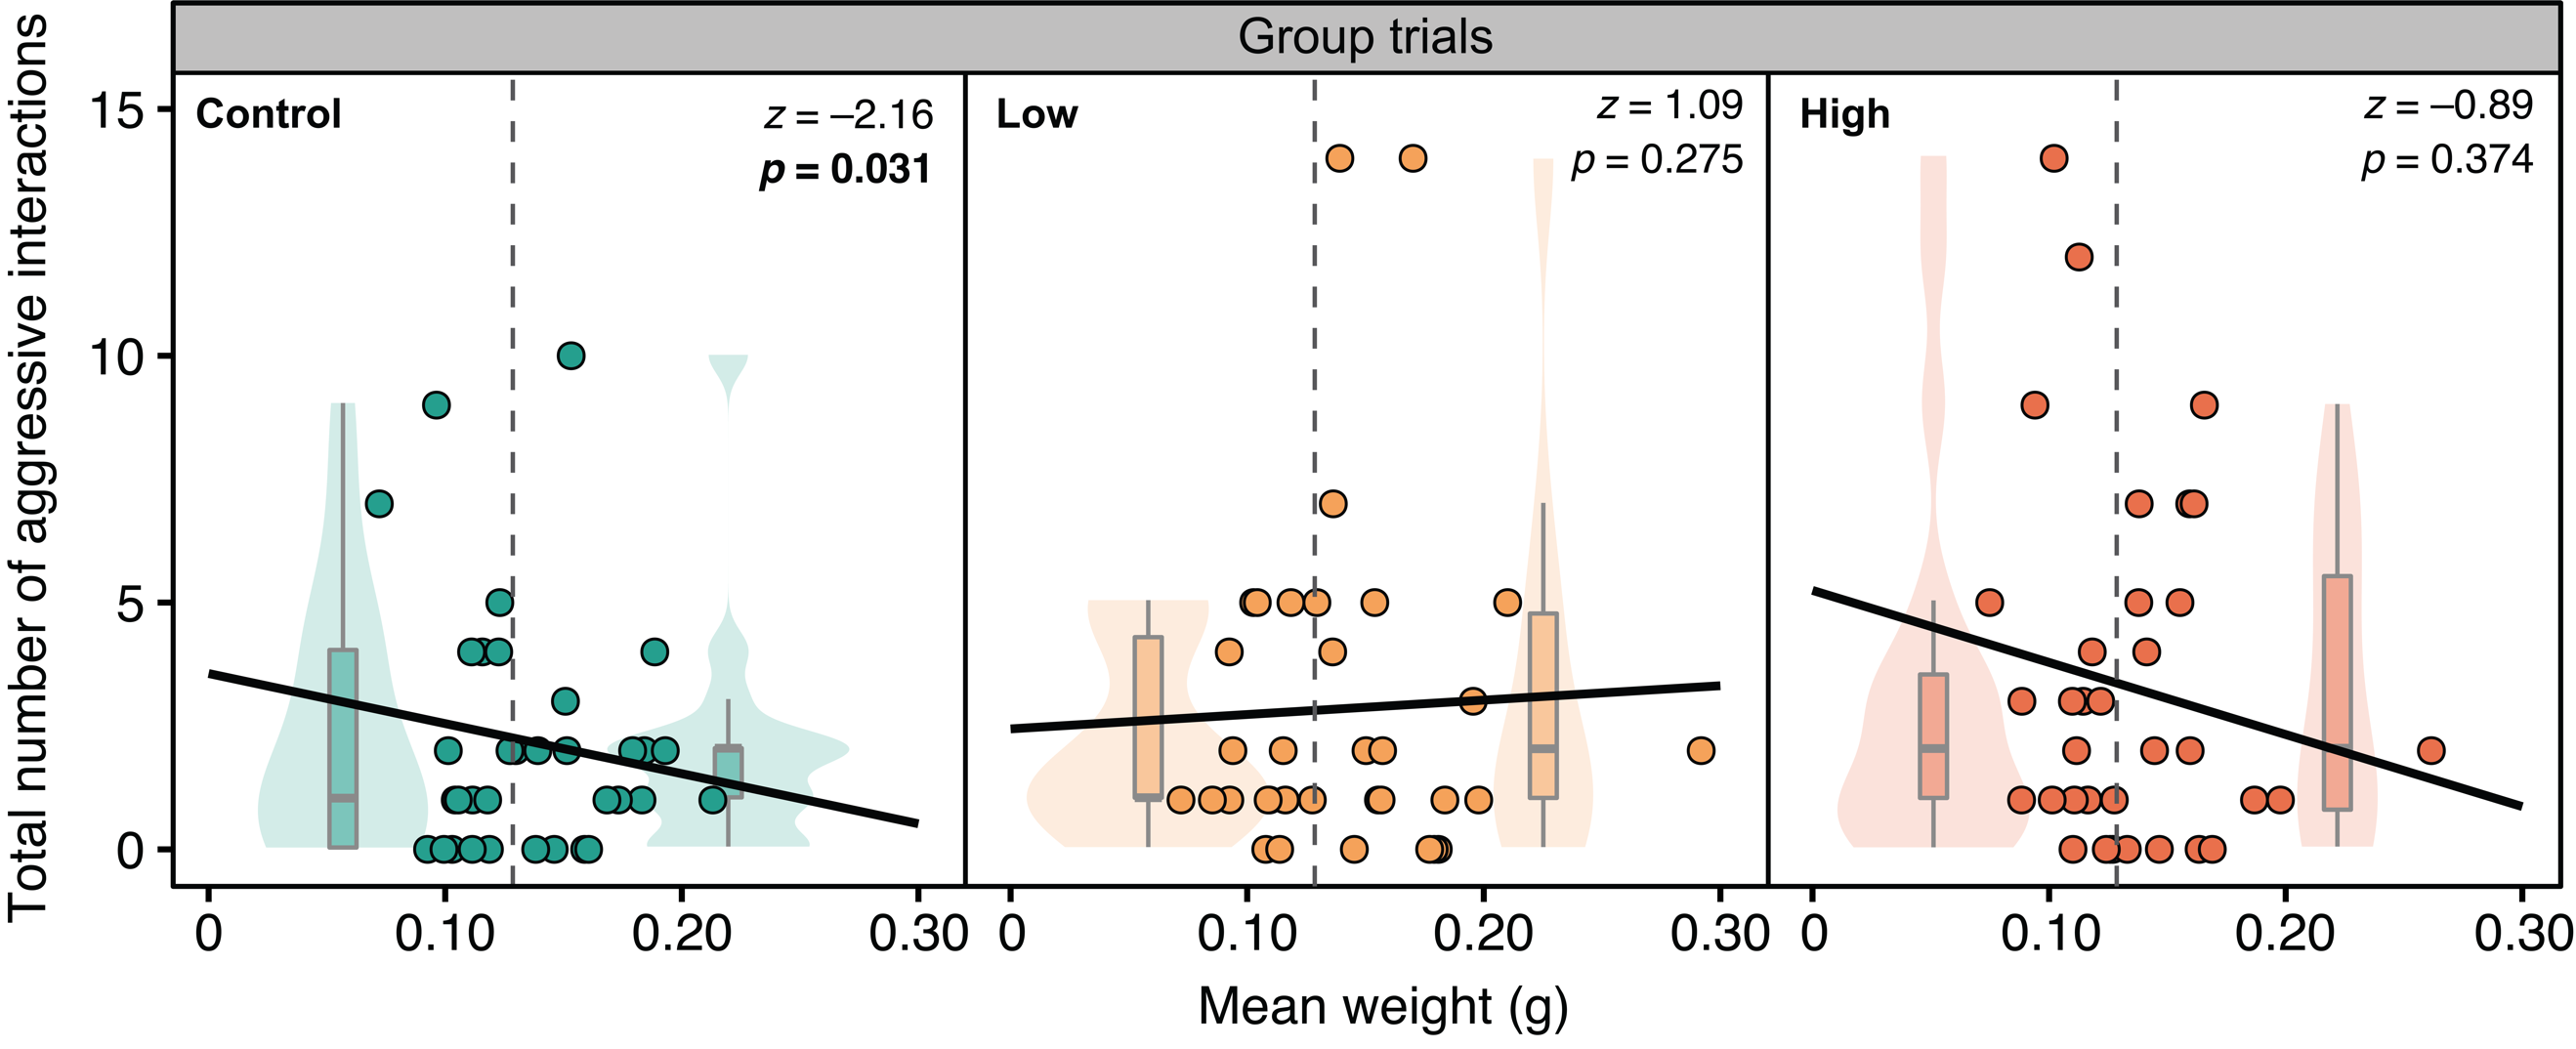 Group trials
Total number of aggressive interactions
15
10
5
0
Control
z = –2.16
p = 0.031
Low
z = 1.09
p = 0.275
High
z = –0.89
p = 0.374
0 0.10 0.20 0.30
0 0.10 0.20 0.30
0 0.10 0.20 0.30
Mean weight (g)